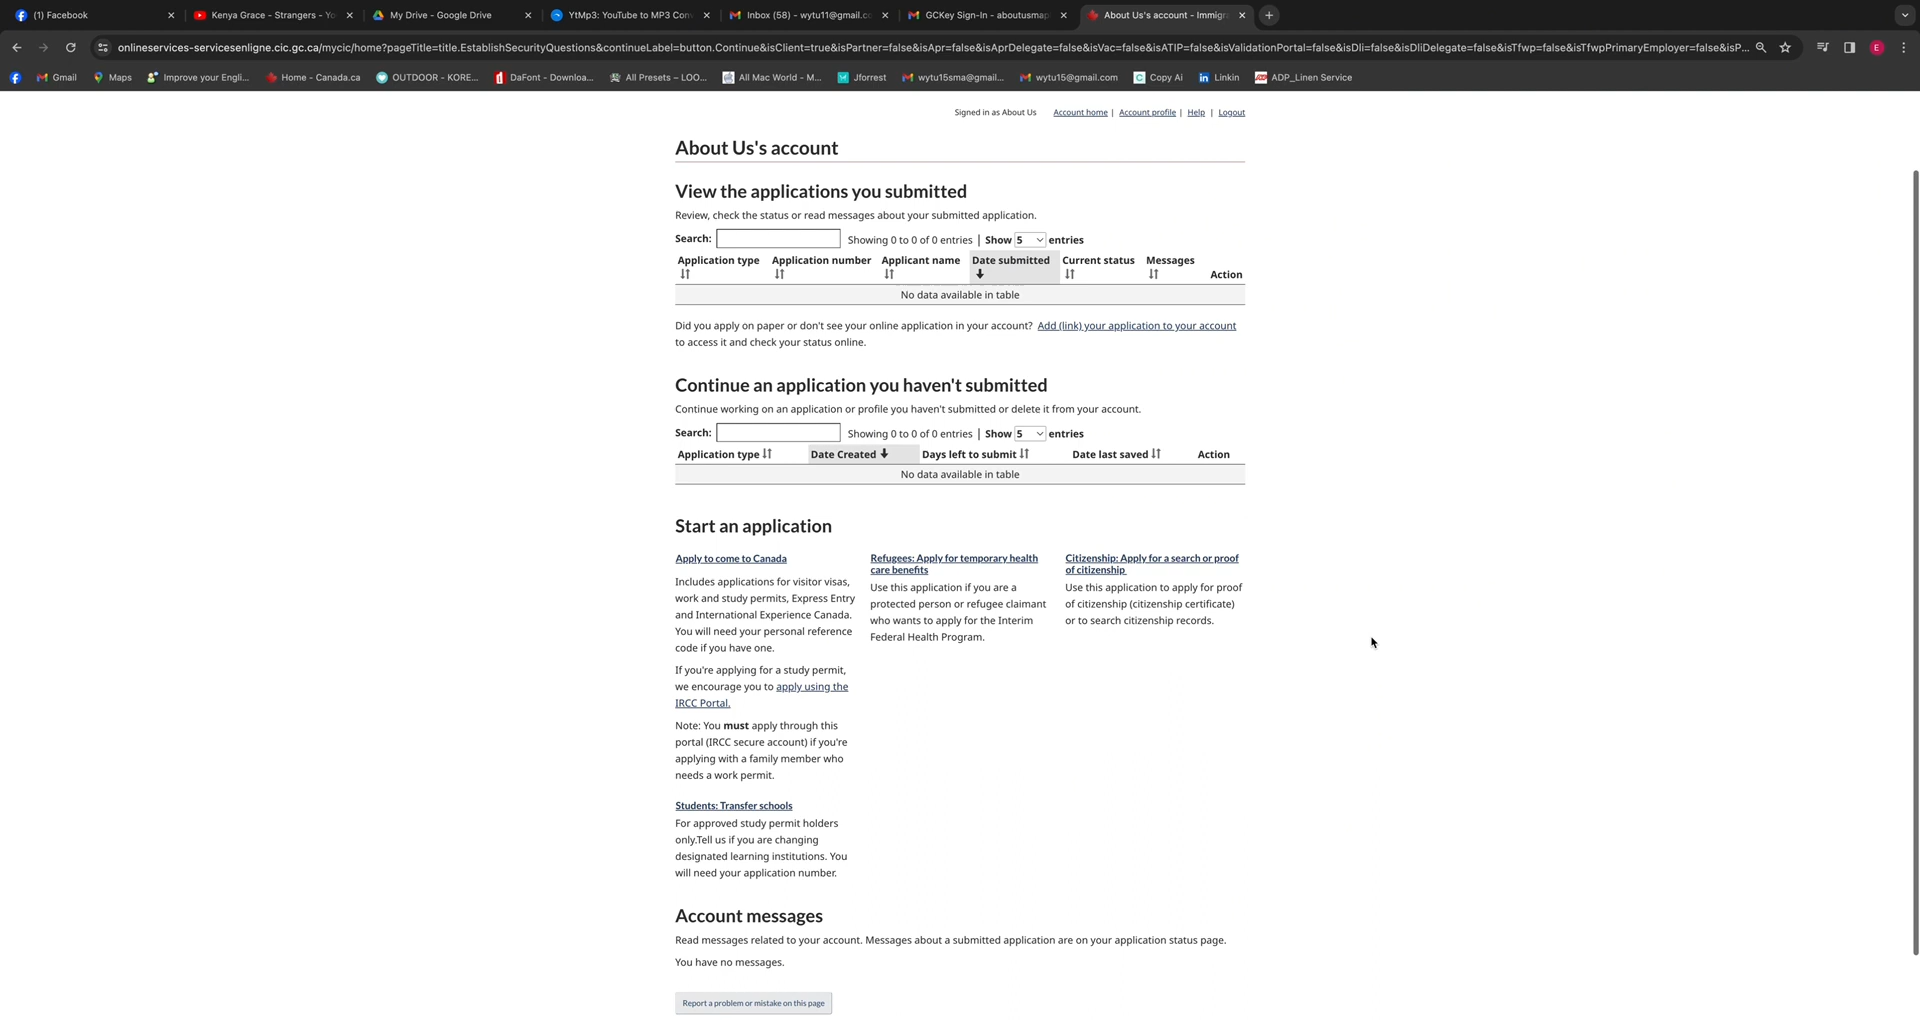 (1) Facebook
Kenya Grace - Strangers - Yo
My Drive - Google Drive
YtMp3: YouTube to MP3 Con
Inbox (58) - wytu11@gmail.co
GCKey Sign-In - aboutusmap
About Us's account - Immigr
onlineservices-servicesenligne.cic.gc.ca/mycic/home?pageTitle=title.EstablishSecurityQuestions&continueLabel=button.Continue&isClient=true&isPartner=false&isApr=false&isAprDelegate=false&isVac=false&isATIP=false&isValidationPortal=false&isDli=false&isDliDelegate=false&isTfwp=false&isTfwpPrimaryEmployer=false&isP...
E
Gmail
Maps
Improve your Engli...
Home - Canada.ca
OUTDOOR - KORE...
DaFont - Downloa...
All Presets – LOO...
All Mac World - M...
Jforrest
wytu15sma@gmail...
wytu15@gmail.com
Copy Ai
Linkin
ADP_Linen Service
Signed in as About Us Account home | Account profile | Help | Logout
About Us's account
View the applications you submitted
Review, check the status or read messages about your submitted application.
Search: Showing 0 to 0 of 0 entries | Show 5 entries
Application type Application number Applicant name Date submitted Current status Messages Action
No data available in table
Did you apply on paper or don't see your online application in your account? Add (link) your application to your account
to access it and check your status online.
Continue an application you haven't submitted
Continue working on an application or profile you haven't submitted or delete it from your account.
Search: Showing 0 to 0 of 0 entries | Show 5 entries
Application type Date Created Days left to submit Date last saved Action
No data available in table
Start an application
Apply to come to Canada
Includes applications for visitor visas,
work and study permits, Express Entry
and International Experience Canada.
You will need your personal reference
code if you have one.
If you're applying for a study permit,
we encourage you to apply using the
IRCC Portal.
Note: You must apply through this
portal (IRCC secure account) if you're
applying with a family member who
needs a work permit.
Refugees: Apply for temporary health
care benefits
Use this application if you are a
protected person or refugee claimant
who wants to apply for the Interim
Federal Health Program.
Citizenship: Apply for a search or proof
of citizenship
Use this application to apply for proof
of citizenship (citizenship certificate)
or to search citizenship records.
Students: Transfer schools
For approved study permit holders
only.Tell us if you are changing
designated learning institutions. You
will need your application number.
Account messages
Read messages related to your account. Messages about a submitted application are on your application status page.
You have no messages.
Report a problem or mistake on this page